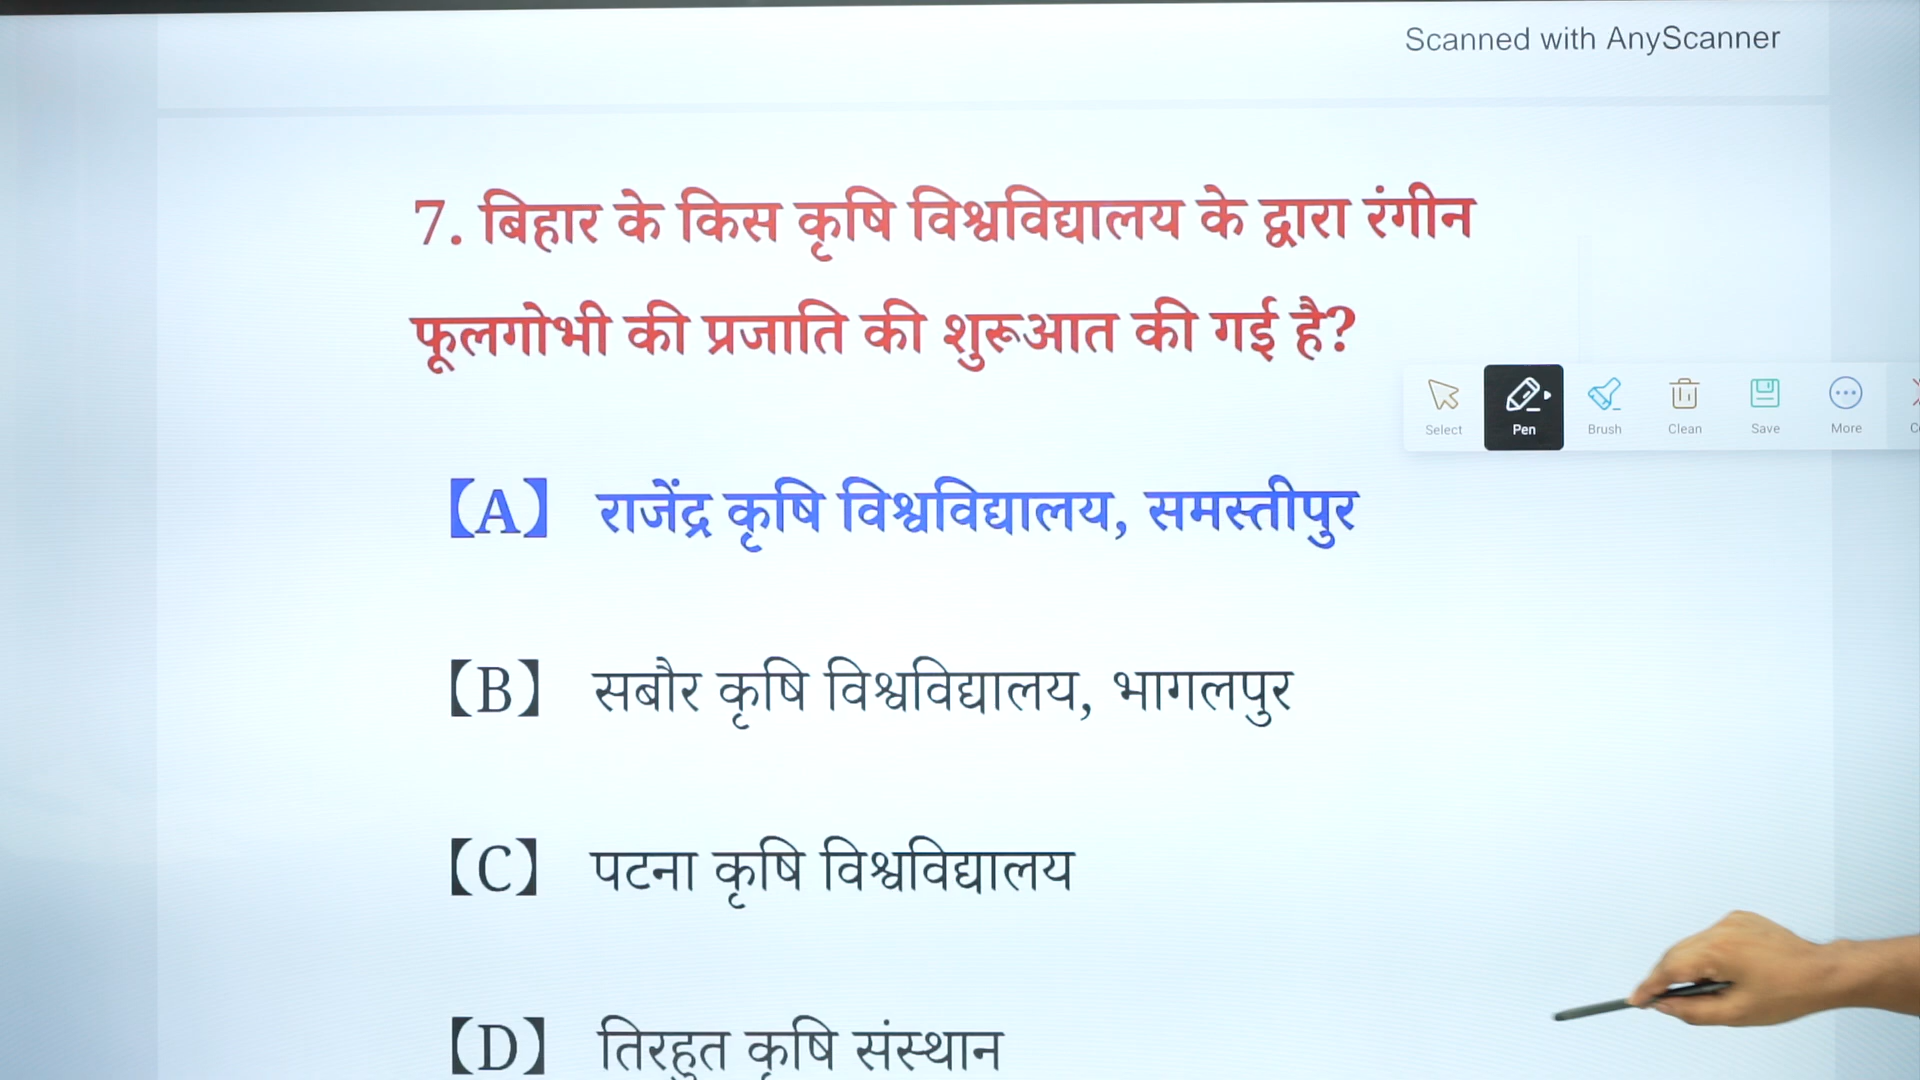 Scanned with AnyScanner
7. बिहार के किस कृषि विश्वविद्यालय के द्वारा रंगीन
फूलगोभी की प्रजाति की शुरूआत की गई है?
Select Pen Brush Clean Save More
【A】 राजेंद्र कृषि विश्वविद्यालय, समस्तीपुर
【B】 सबौर कृषि विश्वविद्यालय, भागलपुर
【C】 पटना कृषि विश्वविद्यालय
【D】 तिरहुत कृषि संस्थान